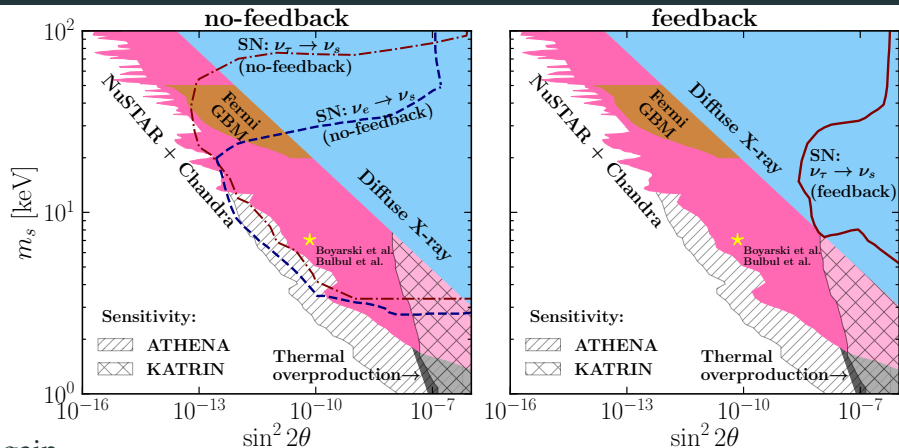 no-feedback
10^2
10^1
10^0
m_s [keV]
SN: ν_τ → ν_s
(no-feedback)
NuSTAR + Chandra
Fermi
GBM
SN: ν_e → ν_s
(no-feedback)
Diffuse X-ray
Boyarski et al.
Bulbul et al.
Sensitivity:
ATHENA
KATRIN
Thermal
overproduction→
10^-16
10^-13
10^-10
10^-7
sin^2 2θ
feedback
NuSTAR + Chandra
Fermi
GBM
Diffuse X-ray
SN:
ν_τ → ν_s
(feedback)
Boyarski et al.
Bulbul et al.
Sensitivity:
ATHENA
KATRIN
Thermal
overproduction→
10^-16
10^-13
10^-10
10^-7
sin^2 2θ